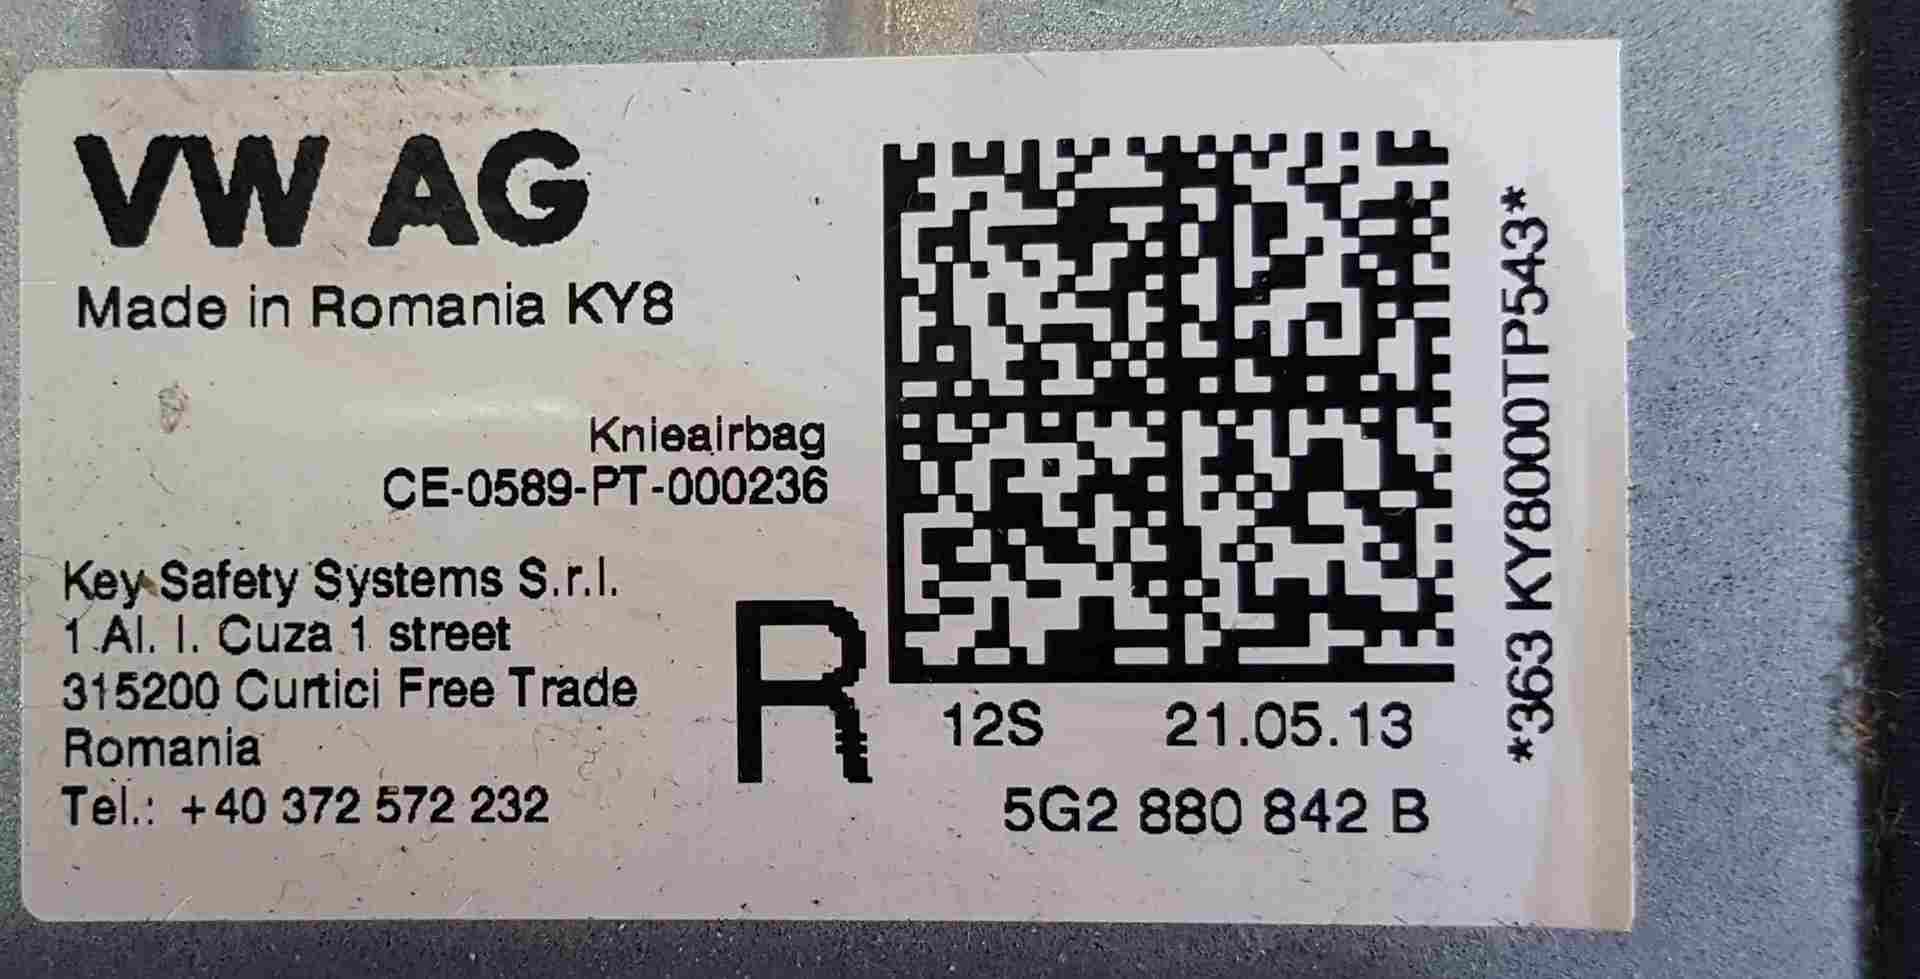 VW AG
Made in Romania KY8
Knieairbag
CE-0589-PT-000236
Key Safety Systems S.r.l.
1 Al. I. Cuza 1 street
315200 Curtici Free Trade
Romania
Tel.: +40 372 572 232
R
12S 21.05.13
5G2 880 842 B
*363 KY8000TP543*